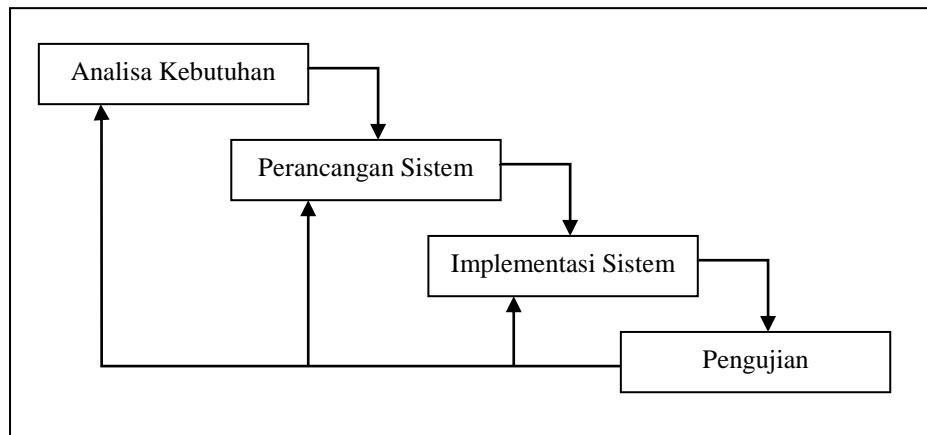 Analisa Kebutuhan
Perancangan Sistem
Implementasi Sistem
Pengujian